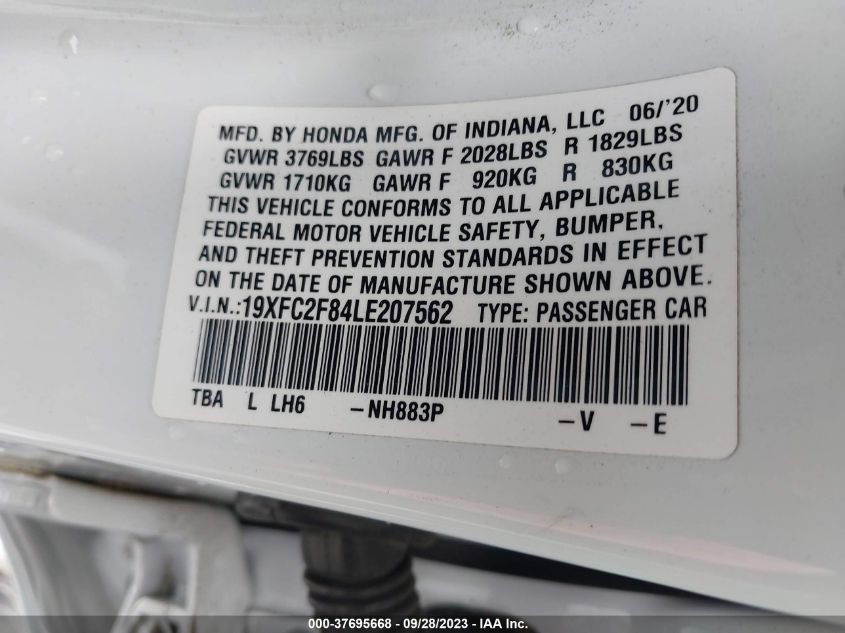 MFD. BY HONDA MFG. OF INDIANA, LLC 06/'20
GVWR 3769LBS GAWR F 2028LBS R 1829LBS
GVWR 1710KG GAWR F 920KG R 830KG
THIS VEHICLE CONFORMS TO ALL APPLICABLE
FEDERAL MOTOR VEHICLE SAFETY, BUMPER,
AND THEFT PREVENTION STANDARDS IN EFFECT
ON THE DATE OF MANUFACTURE SHOWN ABOVE.
V.I.N.:19XFC2F84LE207562 TYPE: PASSENGER CAR
TBA L LH6 -NH883P -V -E
000-37695668 - 09/28/2023 - IAA Inc.